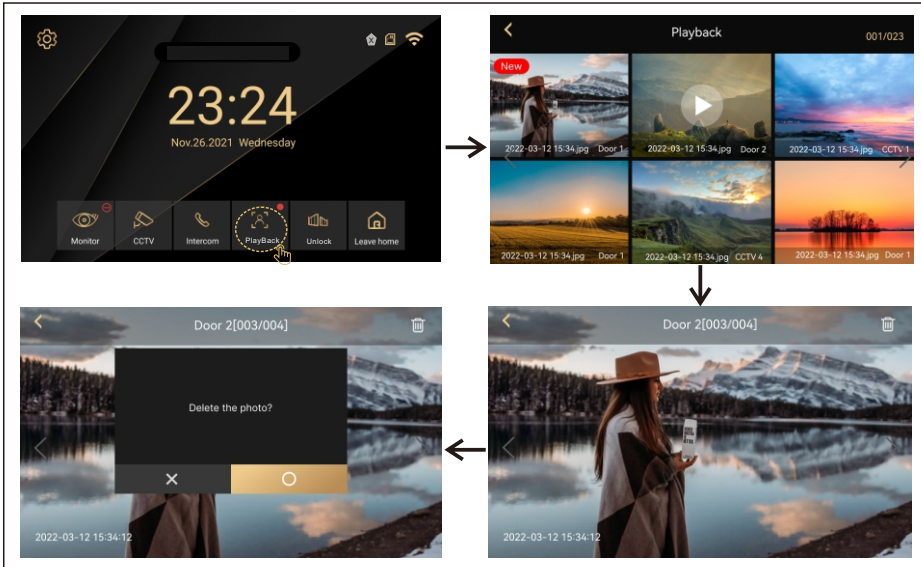 23:24
Nov.26.2021 Wednesday
Monitor
CCTV
Intercom
PlayBack
Unlock
Leave home
Playback
001/023
New
2022-03-12 15:34.jpg Door 1
2022-03-12 15:34.jpg Door 2
2022-03-12 15:34.jpg CCTV 1
2022-03-12 15:34.jpg Door 1
2022-03-12 15:34.jpg CCTV 4
2022-03-12 15:34.jpg Door 1
Door 2[003/004]
2022-03-12 15:34:12
Door 2[003/004]
Delete the photo?
2022-03-12 15:34:12